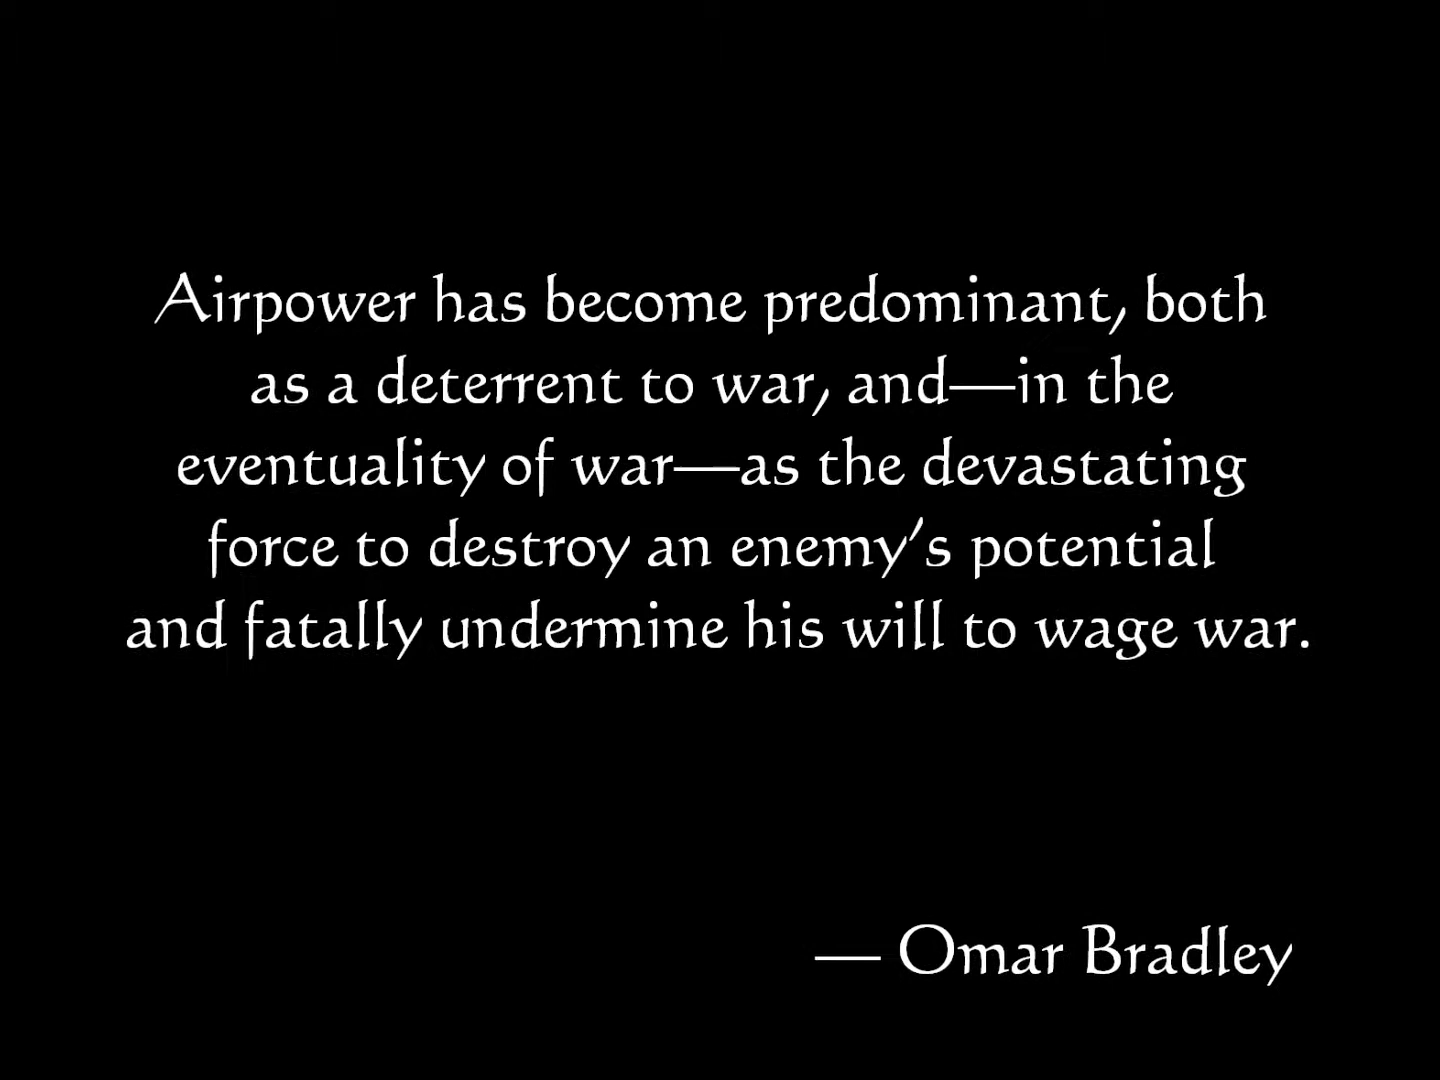 Airpower has become predominant, both
as a deterrent to war, and—in the
eventuality of war—as the devastating
force to destroy an enemy’s potential
and fatally undermine his will to wage war.
— Omar Bradley